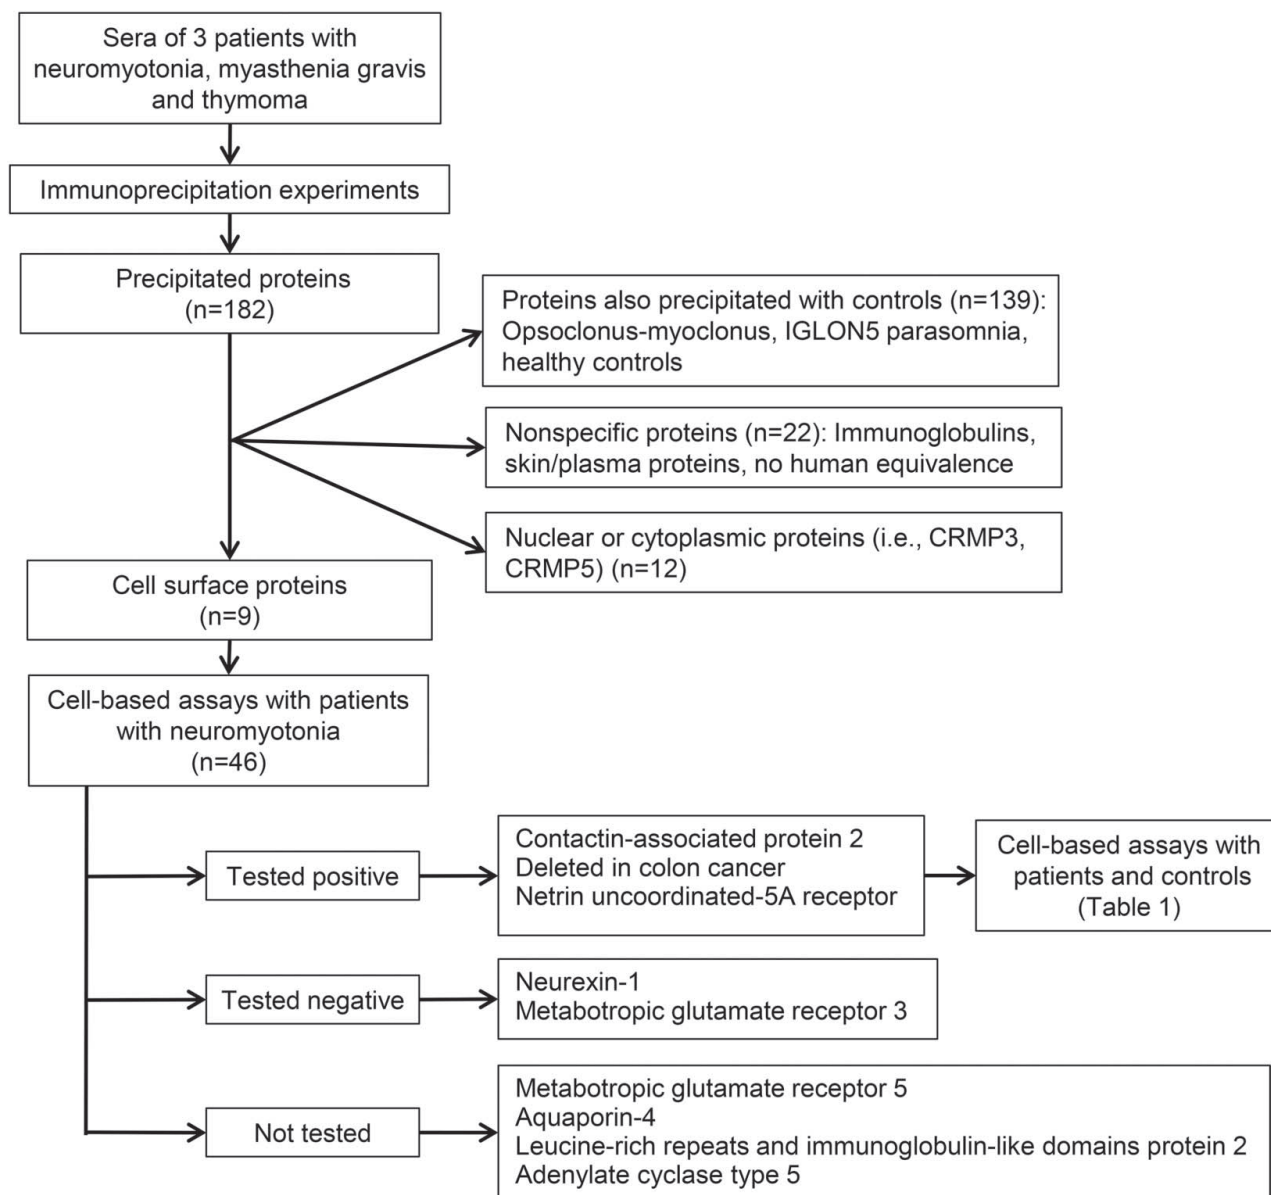 Sera of 3 patients with
neuromyotonia, myasthenia gravis
and thymoma
Immunoprecipitation experiments
Precipitated proteins
(n=182)
Proteins also precipitated with controls (n=139):
Opsoclonus-myoclonus, IGLON5 parasomnia,
healthy controls
Nonspecific proteins (n=22): Immunoglobulins,
skin/plasma proteins, no human equivalence
Nuclear or cytoplasmic proteins (i.e., CRMP3,
CRMP5) (n=12)
Cell surface proteins
(n=9)
Cell-based assays with patients
with neuromyotonia
(n=46)
Tested positive
Contactin-associated protein 2
Deleted in colon cancer
Netrin uncoordinated-5A receptor
Cell-based assays with
patients and controls
(Table 1)
Tested negative
Neurexin-1
Metabotropic glutamate receptor 3
Not tested
Metabotropic glutamate receptor 5
Aquaporin-4
Leucine-rich repeats and immunoglobulin-like domains protein 2
Adenylate cyclase type 5